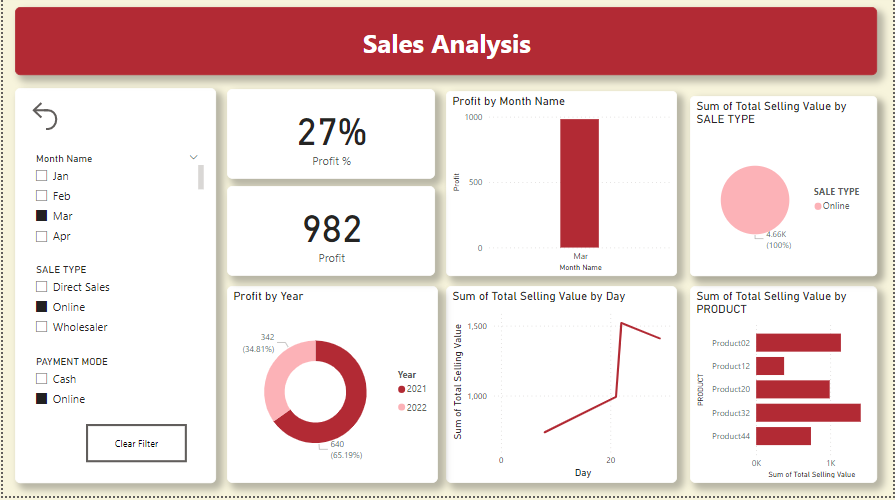 Sales Analysis
Month Name
Jan
Feb
Mar
Apr
SALE TYPE
Direct Sales
Online
Wholesaler
PAYMENT MODE
Cash
Online
Clear Filter
27%
Profit %
982
Profit
Profit by Month Name
1000
500
0
Profit
Mar
Month Name
Sum of Total Selling Value by
SALE TYPE
SALE TYPE
Online
4.66K
(100%)
Profit by Year
342
(34.81%)
Year
2021
2022
640
(65.19%)
Sum of Total Selling Value by Day
Sum of Total Selling Value
1,500
1,000
0
20
Day
Sum of Total Selling Value by
PRODUCT
PRODUCT
Product02
Product12
Product20
Product32
Product44
0K
1K
Sum of Total Selling Value